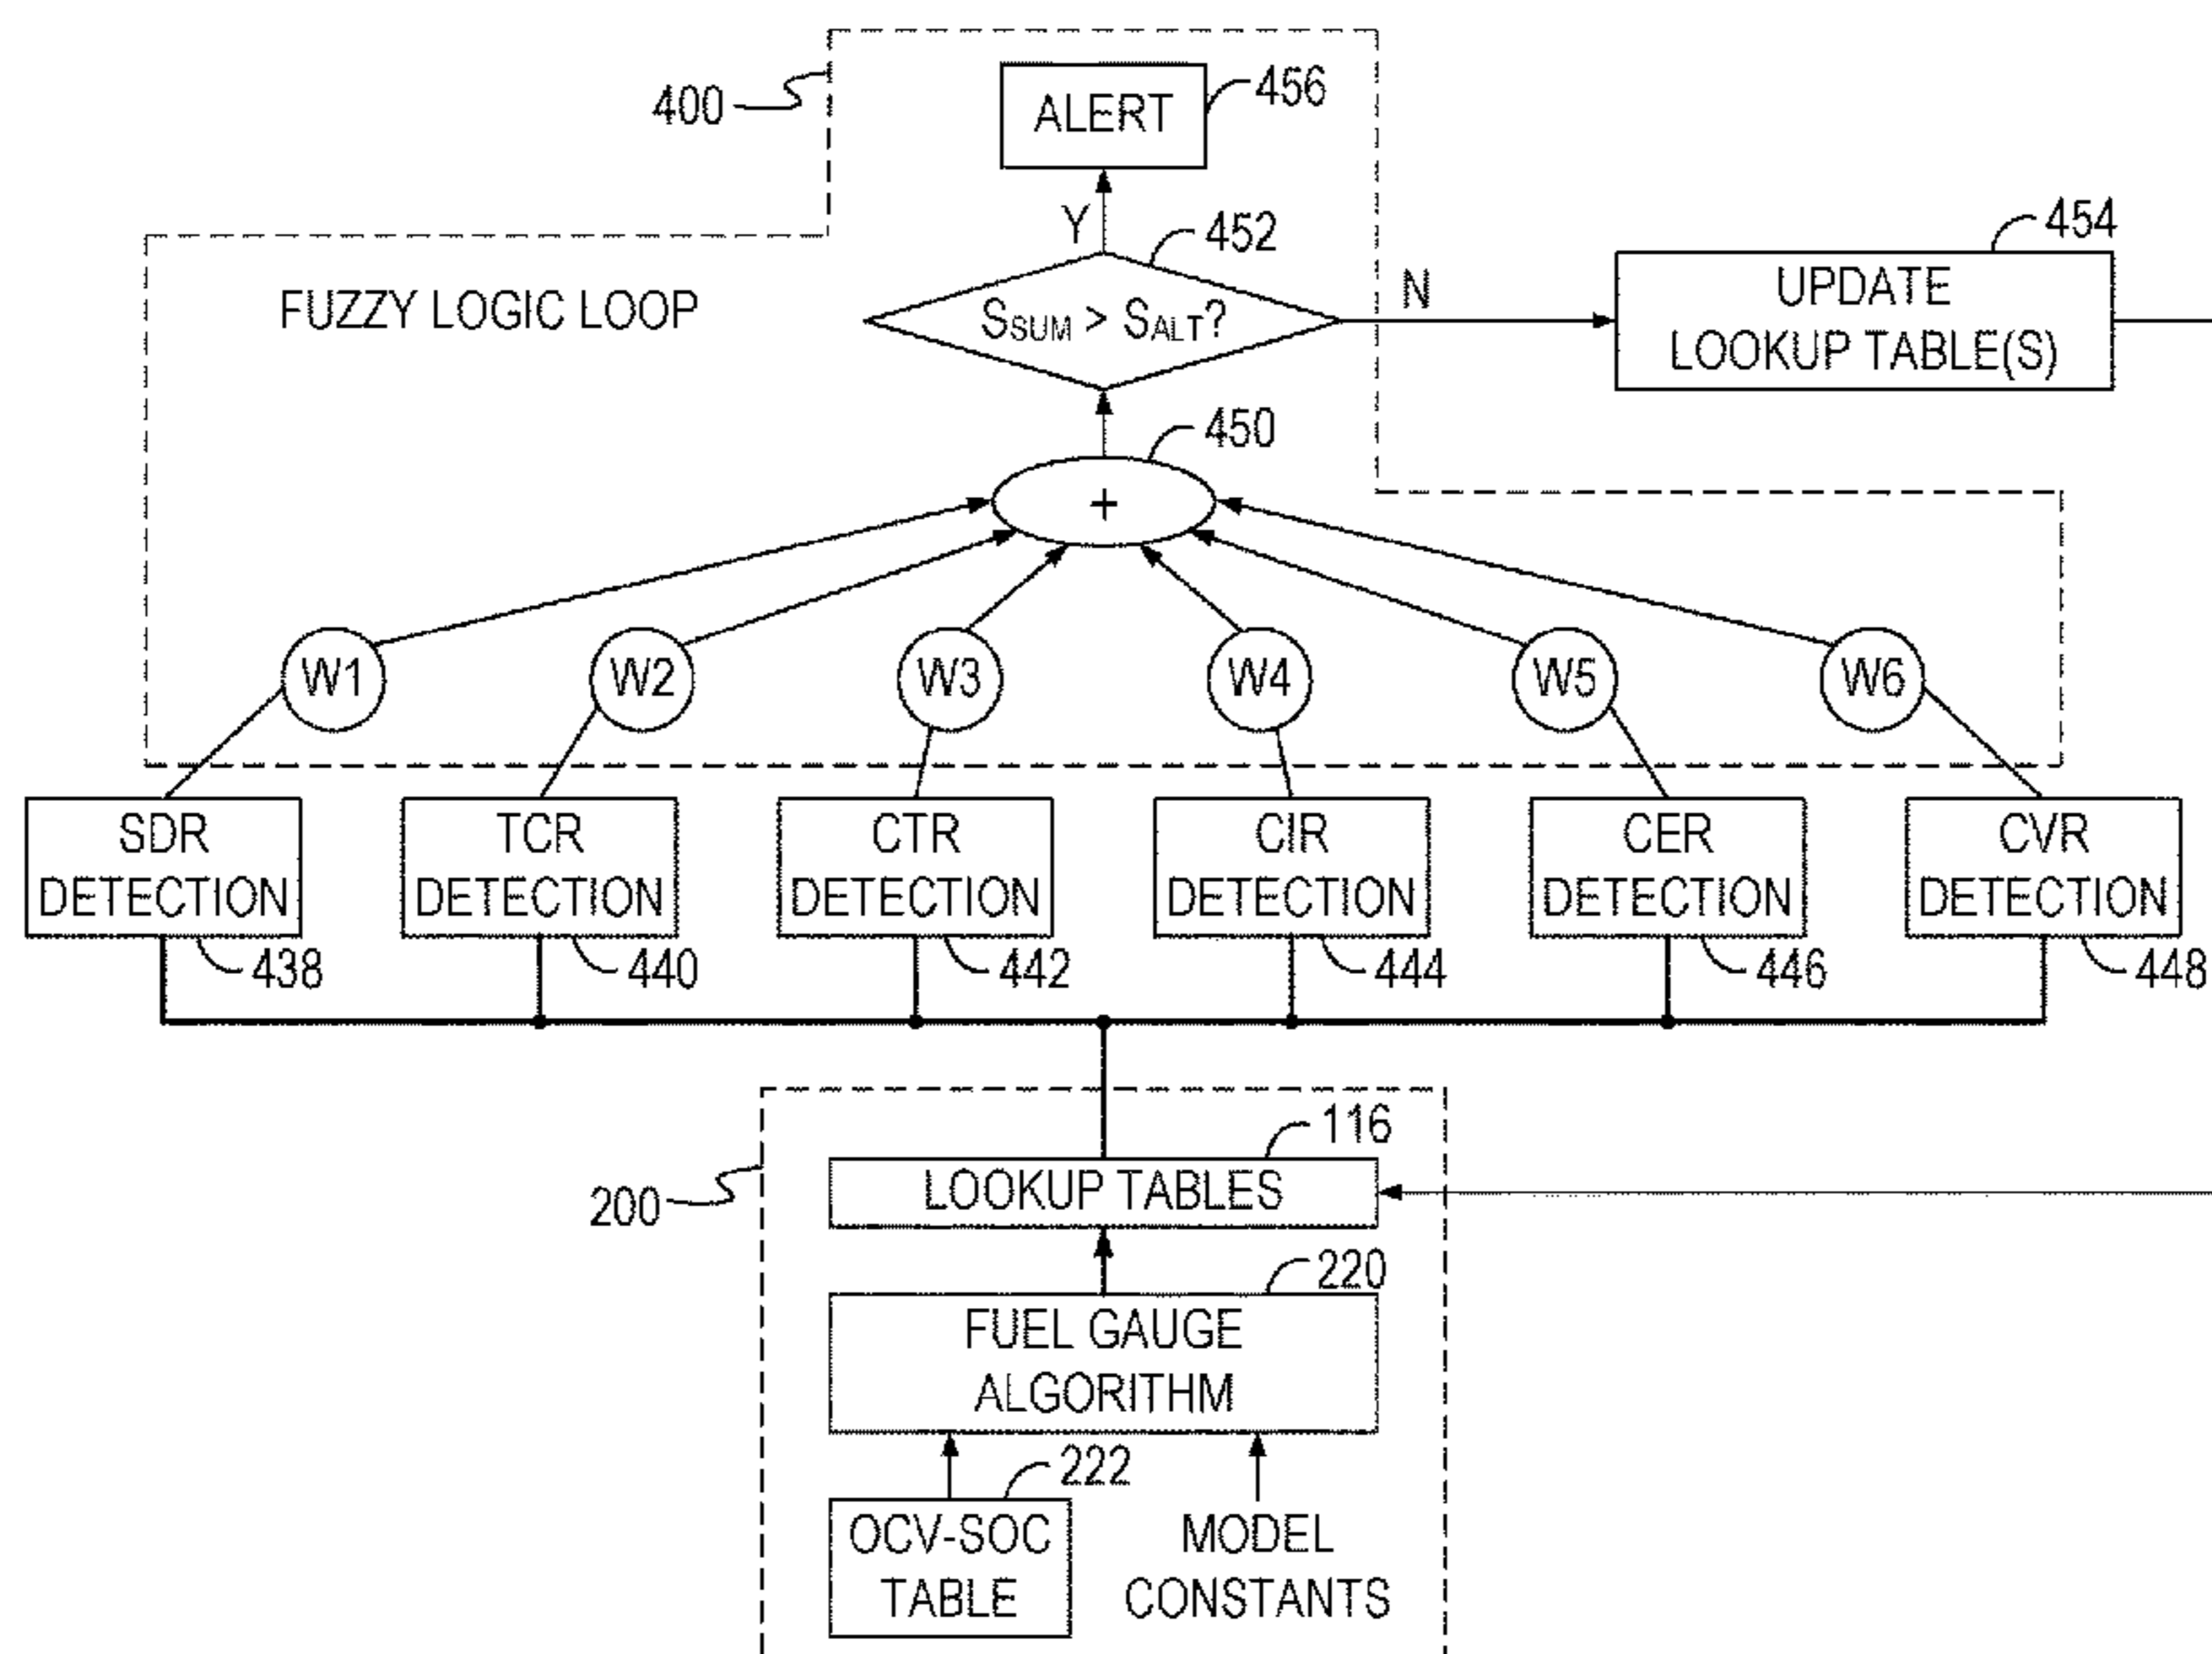 400
ALERT
456
Y
452
454
FUZZY LOGIC LOOP
SSUM > SALT?
N
UPDATE
LOOKUP TABLE(S)
450
+
W1
W2
W3
W4
W5
W6
SDR
DETECTION
TCR
DETECTION
CTR
DETECTION
CIR
DETECTION
CER
DETECTION
CVR
DETECTION
438
440
442
444
446
448
116
200
LOOKUP TABLES
220
FUEL GAUGE
ALGORITHM
222
OCV-SOC
TABLE
MODEL
CONSTANTS